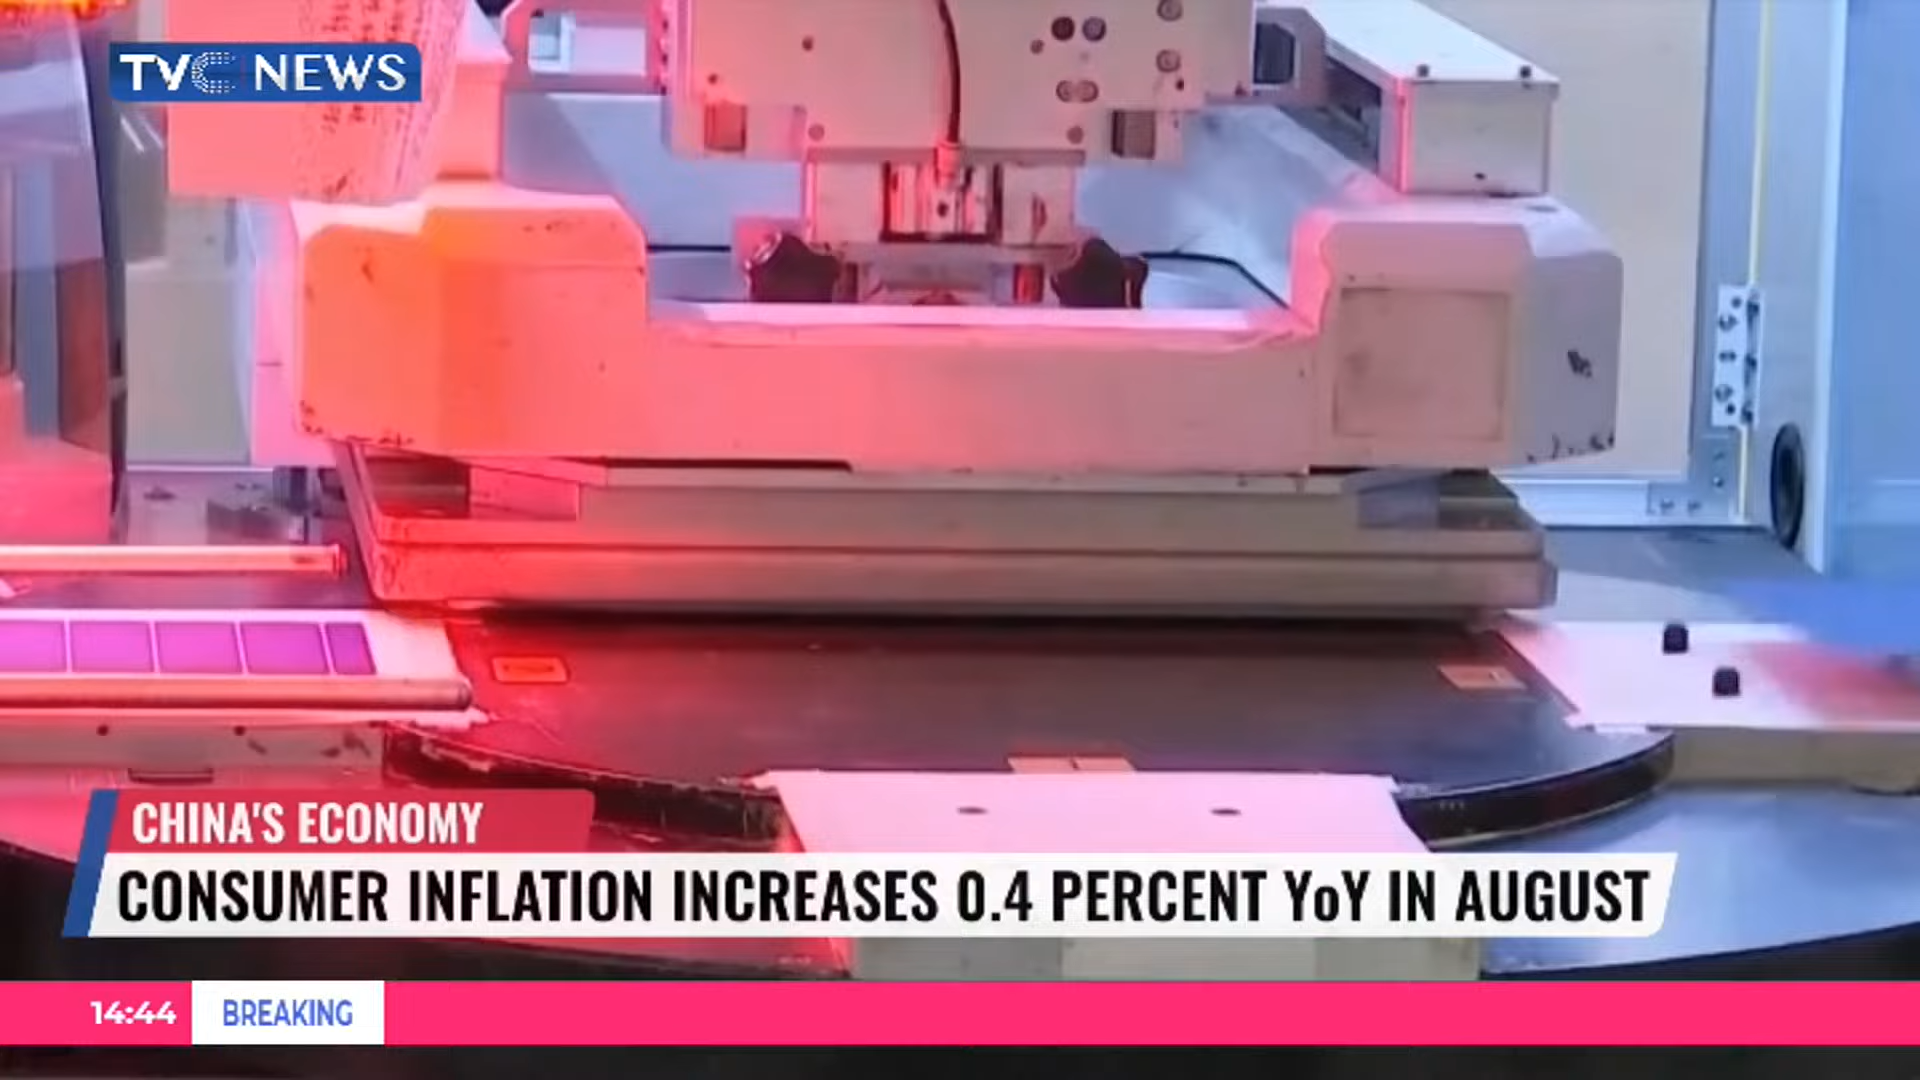 TVC NEWS
CHINA'S ECONOMY
CONSUMER INFLATION INCREASES 0.4 PERCENT YoY IN AUGUST
14:44 BREAKING